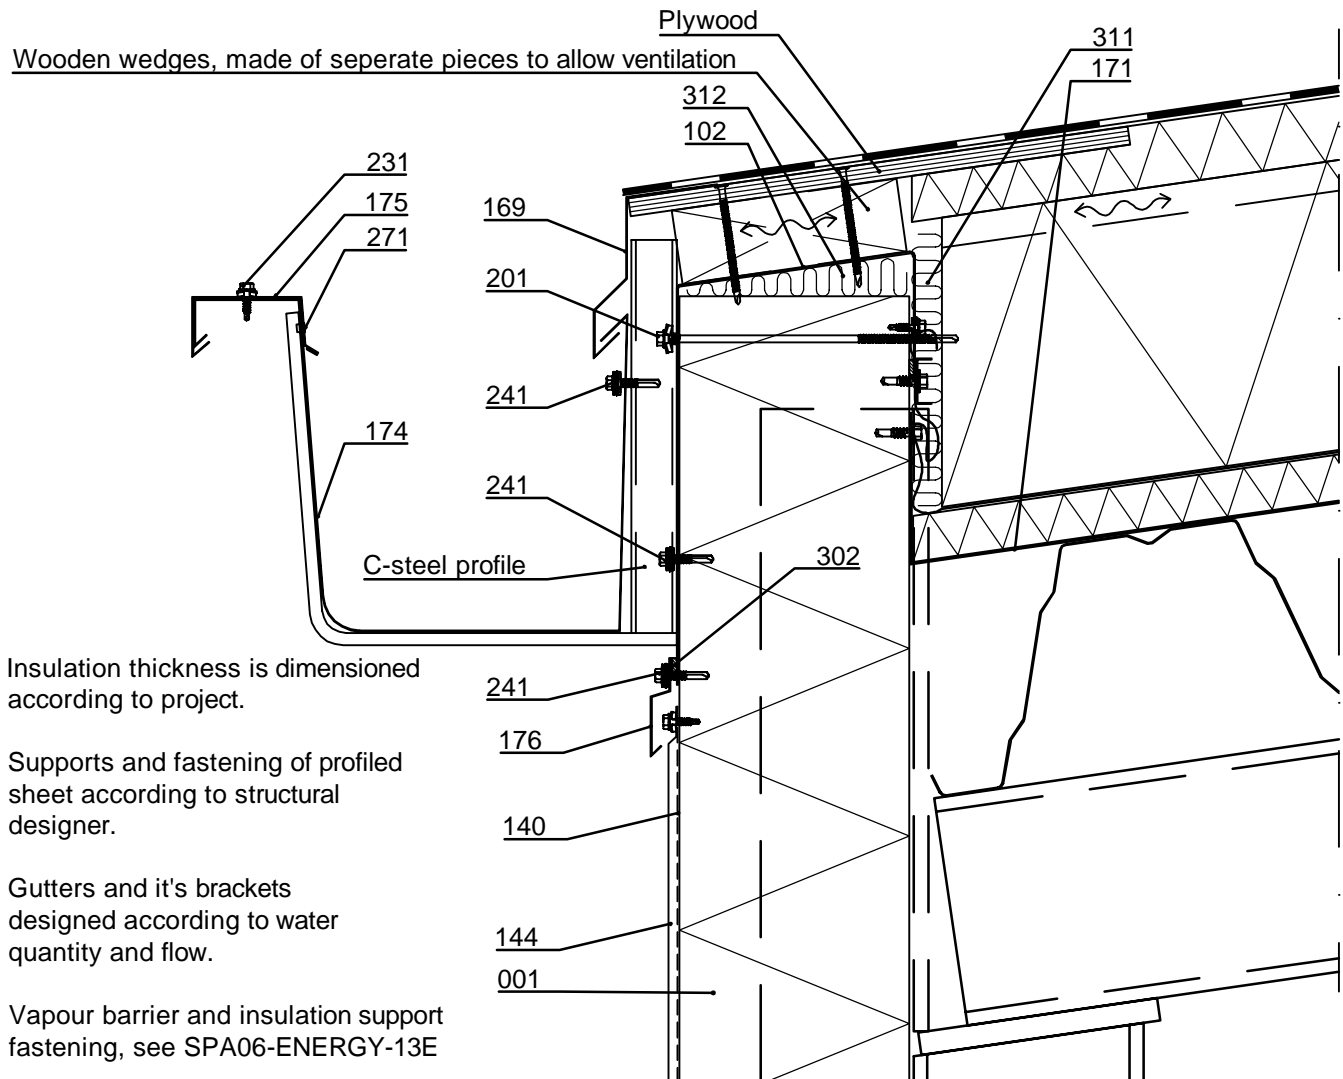 Plywood
Wooden wedges, made of seperate pieces to allow ventilation
311
171
312
102
231
175
271
169
201
241
174
241
C-steel profile
302
241
176
140
144
001
Insulation thickness is dimensioned
according to project.
Supports and fastening of profiled
sheet according to structural
designer.
Gutters and it's brackets
designed according to water
quantity and flow.
Vapour barrier and insulation support
fastening, see SPA06-ENERGY-13E